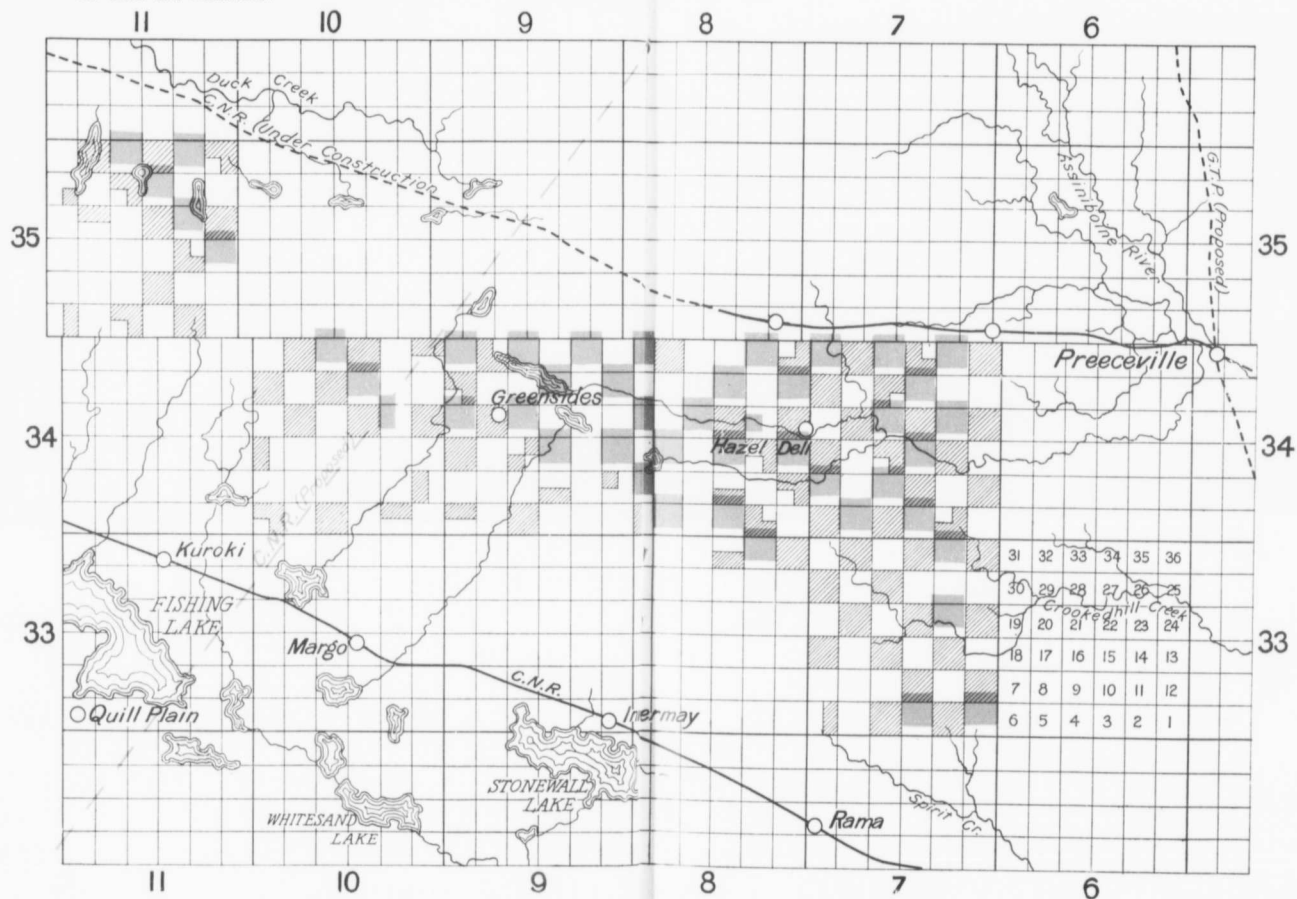 11 10 9 8 7 6
Duck Creek
C.N.R. (Under Construction
Assiniboine River
G.T.P. (Proposed)
35 35
Preeceville
Greensides
34 34
Hazel Dell
C.N.R. (Proposed)
Kuroki
31 32 33 34 35 36
30 29 28 27 26 25
Crookedhill Creek
FISHING
LAKE
19 20 21 22 23 24
33 33
Margo
18 17 16 15 14 13
C.N.R.
7 8 9 10 11 12
Quill Plain
Inermay
6 5 4 3 2 1
STONEWALL
LAKE
WHITESAND
LAKE
Spirit Cr.
Rama
11 10 9 8 7 6